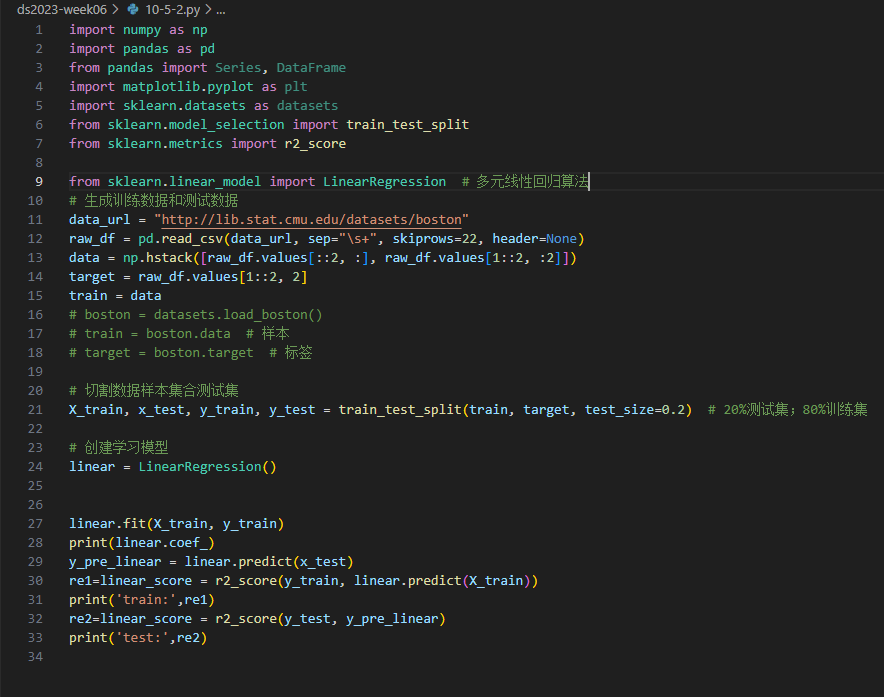 ds2023-week06 > 10-5-2.py > ...
1 import numpy as np
2 import pandas as pd
3 from pandas import Series, DataFrame
4 import matplotlib.pyplot as plt
5 import sklearn.datasets as datasets
6 from sklearn.model_selection import train_test_split
7 from sklearn.metrics import r2_score
8
9 from sklearn.linear_model import LinearRegression  # 多元线性回归算法
10 # 生成训练数据和测试数据
11 data_url = "http://lib.stat.cmu.edu/datasets/boston"
12 raw_df = pd.read_csv(data_url, sep="\s+", skiprows=22, header=None)
13 data = np.hstack([raw_df.values[::2, :], raw_df.values[1::2, :2]])
14 target = raw_df.values[1::2, 2]
15 train = data
16 # boston = datasets.load_boston()
17 # train = boston.data  # 样本
18 # target = boston.target  # 标签
19
20 # 切割数据样本集合测试集
21 X_train, x_test, y_train, y_test = train_test_split(train, target, test_size=0.2)  # 20%测试集；80%训练集
22
23 # 创建学习模型
24 linear = LinearRegression()
25
26
27 linear.fit(X_train, y_train)
28 print(linear.coef_)
29 y_pre_linear = linear.predict(x_test)
30 re1=linear_score = r2_score(y_train, linear.predict(X_train))
31 print('train:',re1)
32 re2=linear_score = r2_score(y_test, y_pre_linear)
33 print('test:',re2)
34